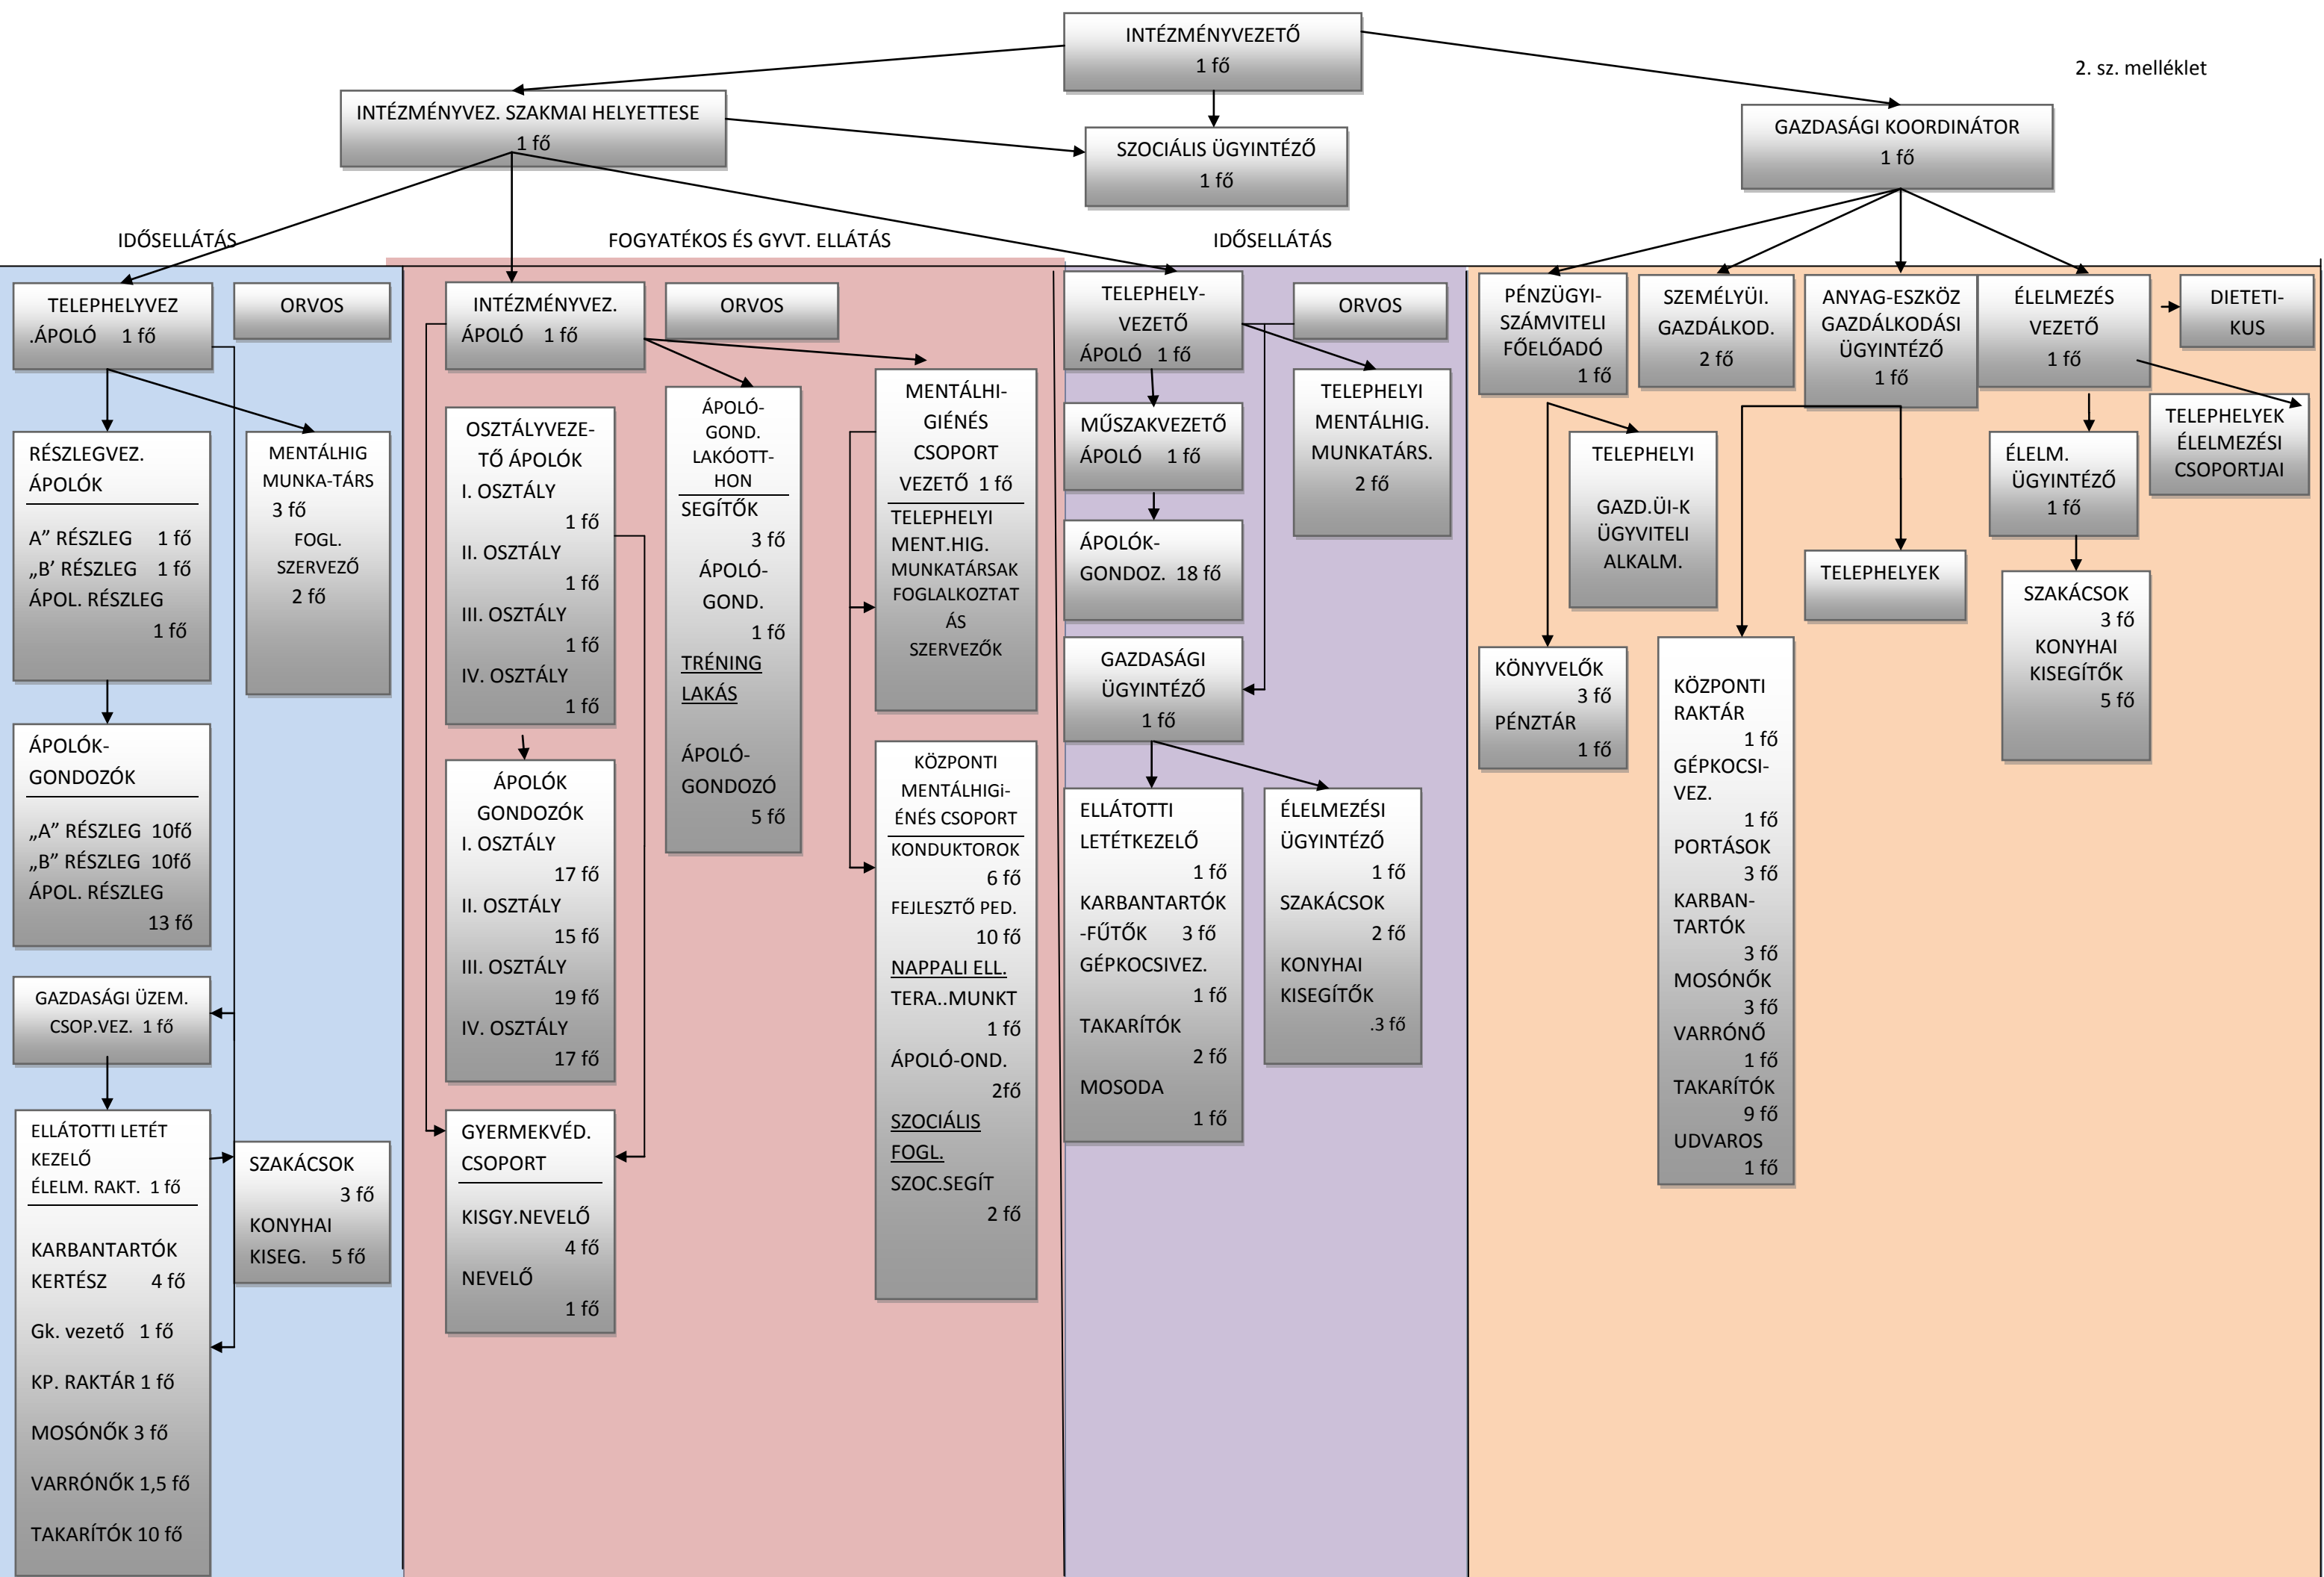 INTÉZMÉNYVEZETŐ
1 fő
2. sz. melléklet
INTÉZMÉNYVEZ. SZAKMAI HELYETTESE
1 fő
SZOCIÁLIS ÜGYINTÉZŐ
1 fő
GAZDASÁGI KOORDINÁTOR
1 fő
IDŐSELLÁTÁS
FOGYATÉKOS ÉS GYVT. ELLÁTÁS
IDŐSELLÁTÁS
TELEPHELYVEZ
.ÁPOLÓ 1 fő
ORVOS
RÉSZLEGVEZ.
ÁPOLÓK
A" RÉSZLEG 1 fő
„B' RÉSZLEG 1 fő
ÁPOL. RÉSZLEG
1 fő
MENTÁLHIG
MUNKA-TÁRS
3 fő
FOGL.
SZERVEZŐ
2 fő
ÁPOLÓK-
GONDOZÓK
„A” RÉSZLEG 10fő
„B” RÉSZLEG 10fő
ÁPOL. RÉSZLEG
13 fő
GAZDASÁGI ÜZEM.
CSOP.VEZ. 1 fő
ELLÁTOTTI LETÉT
KEZELŐ
ÉLELM. RAKT. 1 fő
KARBANTARTÓK
KERTÉSZ 4 fő
Gk. vezető 1 fő
KP. RAKTÁR 1 fő
MOSÓNŐK 3 fő
VARRÓNŐK 1,5 fő
TAKARÍTÓK 10 fő
SZAKÁCSOK
3 fő
KONYHAI
KISEG. 5 fő
INTÉZMÉNYVEZ.
ÁPOLÓ 1 fő
ORVOS
OSZTÁLYVEZE-
TŐ ÁPOLÓK
I. OSZTÁLY
1 fő
II. OSZTÁLY
1 fő
III. OSZTÁLY
1 fő
IV. OSZTÁLY
1 fő
ÁPOLÓK
GONDOZÓK
I. OSZTÁLY
17 fő
II. OSZTÁLY
15 fő
III. OSZTÁLY
19 fő
IV. OSZTÁLY
17 fő
GYERMEKVÉD.
CSOPORT
KISGY.NEVELŐ
4 fő
NEVELŐ
1 fő
ÁPOLÓ-
GOND.
LAKÓOTT-
HON
SEGÍTŐK
3 fő
ÁPOLÓ-
GOND.
1 fő
TRÉNING
LAKÁS
ÁPOLÓ-
GONDOZÓ
5 fő
MENTÁLHI-
GIÉNÉS
CSOPORT
VEZETŐ 1 fő
TELEPHELYI
MENT.HIG.
MUNKATÁRSAK
FOGLALKOZTAT
ÁS
SZERVEZŐK
KÖZPONTI
MENTÁLHIGi-
ÉNÉS CSOPORT
KONDUKTOROK
6 fő
FEJLESZTŐ PED.
10 fő
NAPPALI ELL.
TERA..MUNKT
1 fő
ÁPOLÓ-OND.
2fő
SZOCIÁLIS
FOGL.
SZOC.SEGÍT
2 fő
TELEPHELY-
VEZETŐ
ÁPOLÓ 1 fő
ORVOS
MŰSZAKVEZETŐ
ÁPOLÓ 1 fő
TELEPHELYI
MENTÁLHIG.
MUNKATÁRS.
2 fő
ÁPOLÓK-
GONDOZ. 18 fő
GAZDASÁGI
ÜGYINTÉZŐ
1 fő
ELLÁTOTTI
LETÉTKEZELŐ
1 fő
KARBANTARTÓK
-FŰTŐK 3 fő
GÉPKOCSIVEZ.
1 fő
TAKARÍTÓK
2 fő
MOSODA
1 fő
ÉLELMEZÉSI
ÜGYINTÉZŐ
1 fő
SZAKÁCSOK
2 fő
KONYHAI
KISEGÍTŐK
.3 fő
PÉNZÜGYI-
SZÁMVITELI
FŐELŐADÓ
1 fő
SZEMÉLYÜI.
GAZDÁLKOD.
2 fő
ANYAG-ESZKÖZ
GAZDÁLKODÁSI
ÜGYINTÉZŐ
1 fő
ÉLELMEZÉS
VEZETŐ
1 fő
DIETETI-
KUS
TELEPHELYI
GAZD.ÜI-K
ÜGYVITELI
ALKALM.
ÉLELM.
ÜGYINTÉZŐ
1 fő
TELEPHELYEK
ÉLELMEZÉSI
CSOPORTJAI
TELEPHELYEK
SZAKÁCSOK
3 fő
KONYHAI
KISEGÍTŐK
5 fő
KÖNYVELŐK
3 fő
PÉNZTÁR
1 fő
KÖZPONTI
RAKTÁR
1 fő
GÉPKOCSI-
VEZ.
1 fő
PORTÁSOK
3 fő
KARBAN-
TARTÓK
3 fő
MOSÓNŐK
3 fő
VARRÓNŐ
1 fő
TAKARÍTÓK
9 fő
UDVAROS
1 fő